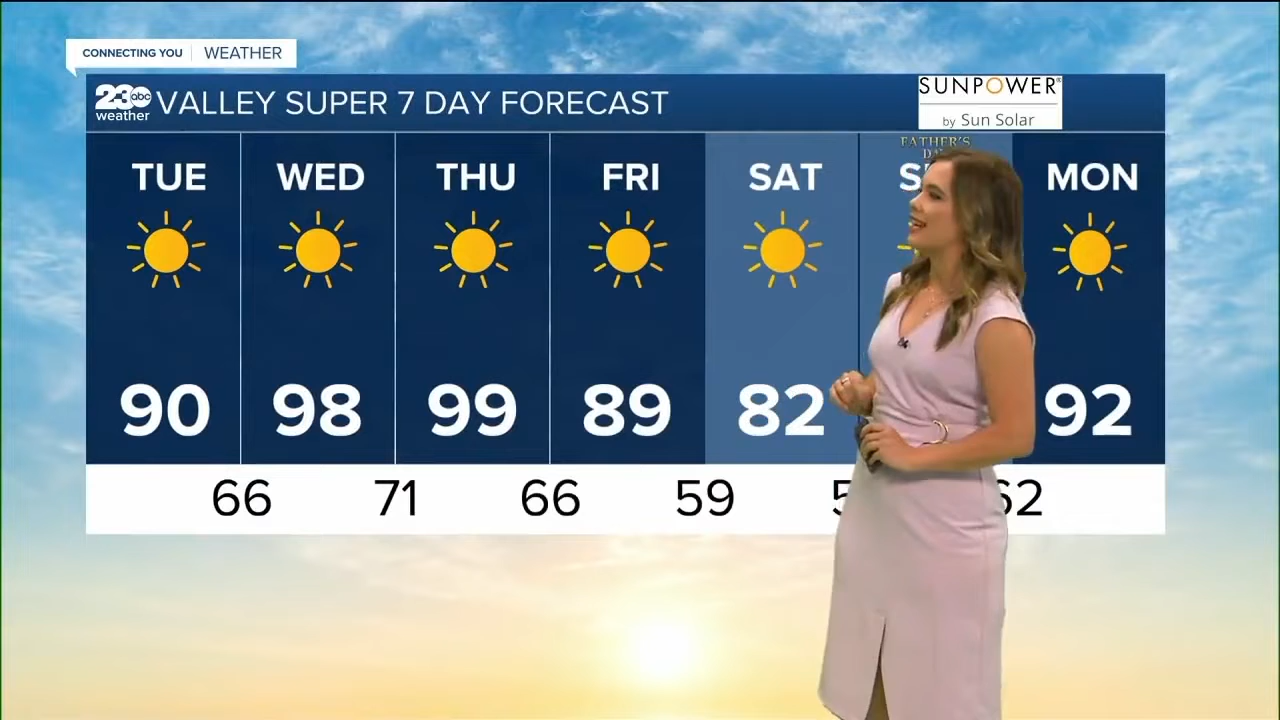 CONNECTING YOU WEATHER
23 abc
weather
VALLEY SUPER 7 DAY FORECAST
SUNPOWER®
by Sun Solar
FATHER'S
TUE WED THU FRI SAT MON
90 98 99 89 82 92
66 71 66 59